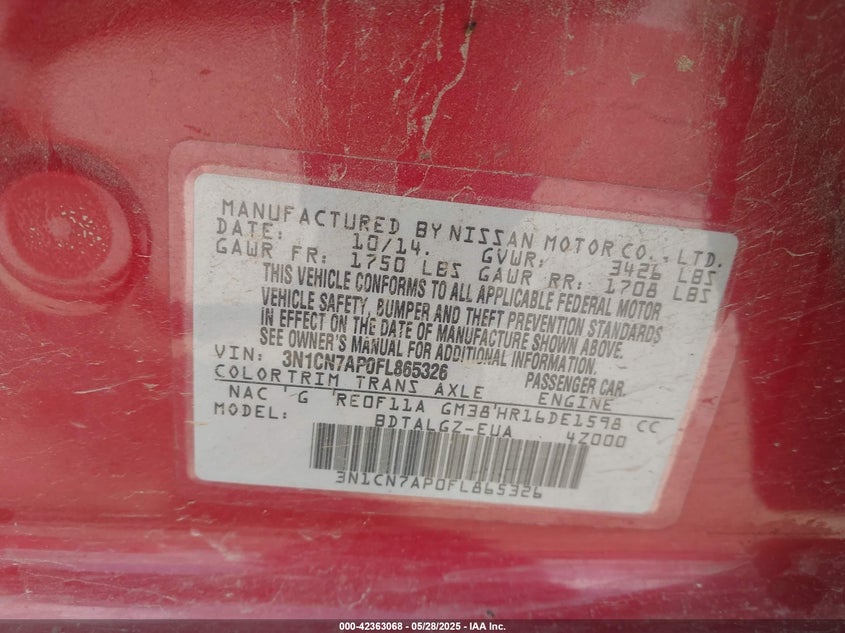 MANUFACTURED BY NISSAN MOTOR CO., LTD.
DATE: 10/14. GVWR: 3426 LBS
GAWR FR: 1750 LBS GAWR RR: 1708 LBS
THIS VEHICLE CONFORMS TO ALL APPLICABLE FEDERAL MOTOR
VEHICLE SAFETY, BUMPER AND THEFT PREVENTION STANDARDS
IN EFFECT ON THE DATE OF MANUFACTURE SHOWN ABOVE.
SEE OWNER'S MANUAL FOR ADDITIONAL INFORMATION.
VIN: 3N1CN7AP0FL865326 PASSENGER CAR.
COLOR TRIM TRANS AXLE ENGINE
NAC G RE0F11A GM38 HR16DE1598 CC
MODEL: BDTALGZ-EUA 4Z000
3N1CN7AP0FL865326
000-42363068 - 05/28/2025 - IAA Inc.